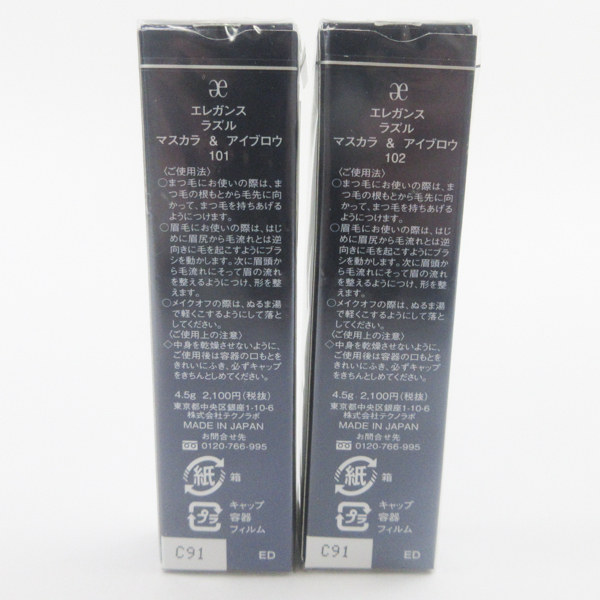 æ
エレガンス
ラズル
マスカラ & アイブロウ
101
〈ご使用法〉
○まつ毛にお使いの際は、ま
つ毛の根もとから毛先に向
かって、まつ毛を持ちあげる
ようにつけます。
○眉毛にお使いの際は、はじ
めに眉尻から毛流れとは逆
向きに毛を起こすようにブラ
シを動かします。次に眉頭か
ら毛流れにそって眉の流れ
を整えるようにつけ、形を整
えます。
○メイクオフの際は、ぬるま湯
で軽くこするようにして落と
してください。
〈ご使用上の注意〉
◇中身を乾燥させないように、
ご使用後は容器の口もとをき
れいにふき、必ずキャップ
をきちんとしめてください。
4.5g 2,100円(税抜)
東京都中央区銀座1-10-6
株式会社テクノラボ
MADE IN JAPAN
お問合せ先
0120-766-995
紙 箱
プラ
キャップ
容器
フィルム
C91
ED
æ
エレガンス
ラズル
マスカラ & アイブロウ
102
〈ご使用法〉
○まつ毛にお使いの際は、ま
つ毛の根もとから毛先に向
かって、まつ毛を持ちあげる
ようにつけます。
○眉毛にお使いの際は、はじ
めに眉尻から毛流れとは逆
向きに毛を起こすようにブラ
シを動かします。次に眉頭か
ら毛流れにそって眉の流れ
を整えるようにつけ、形を整
えます。
○メイクオフの際は、ぬるま湯
で軽くこするようにして落と
してください。
〈ご使用上の注意〉
◇中身を乾燥させないように、
ご使用後は容器の口もとをき
れいにふき、必ずキャップ
をきちんとしめてください。
4.5g 2,100円(税抜)
東京都中央区銀座1-10-6
株式会社テクノラボ
MADE IN JAPAN
お問合せ先
0120-766-995
紙 箱
プラ
キャップ
容器
フィルム
C91
ED